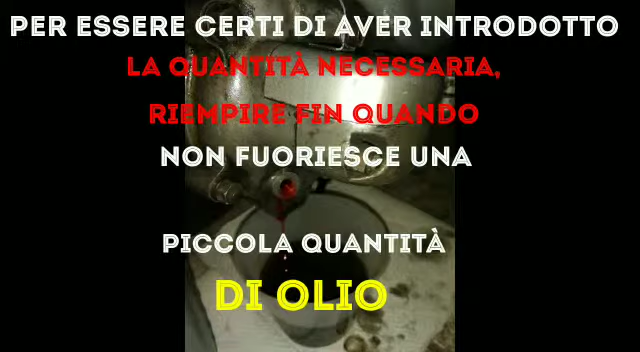 PER ESSERE CERTI DI AVER INTRODOTTO
LA QUANTITÀ NECESSARIA,
RIEMPIRE FIN QUANDO
NON FUORIESCE UNA
PICCOLA QUANTITÀ
DI OLIO